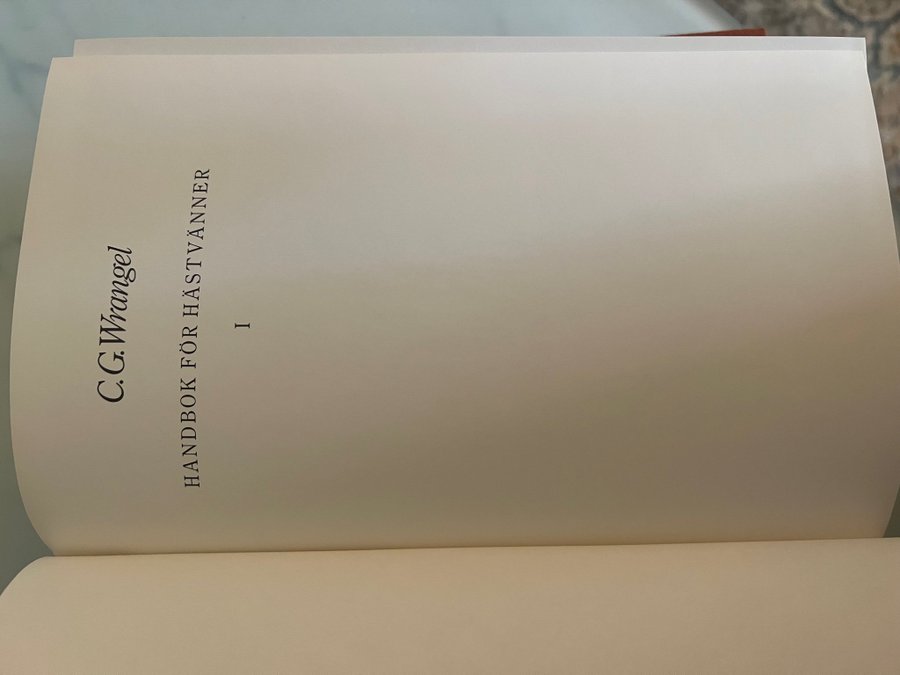 C.G. Wrangel
HANDBOK FÖR HÄSTVÄNNER
I